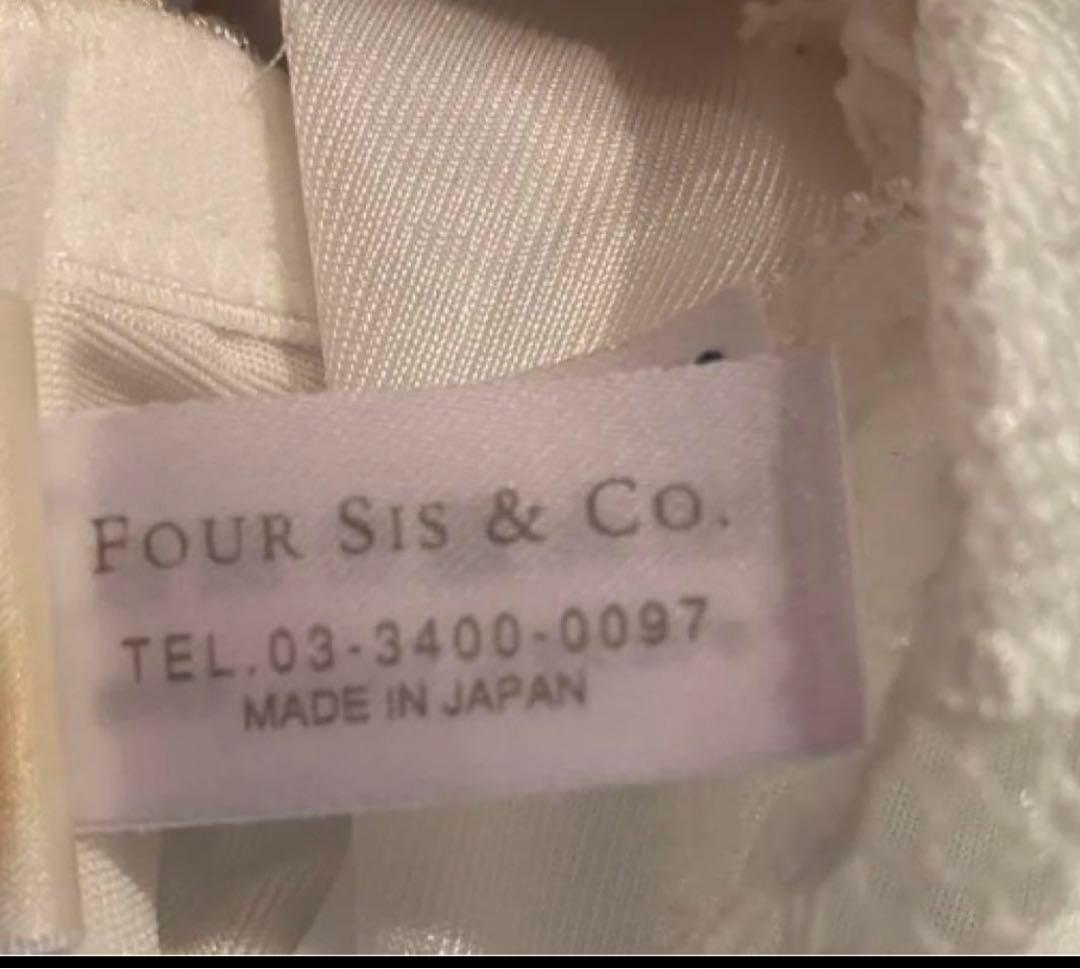 FOUR SIS & CO.
TEL.03-3400-0097
MADE IN JAPAN